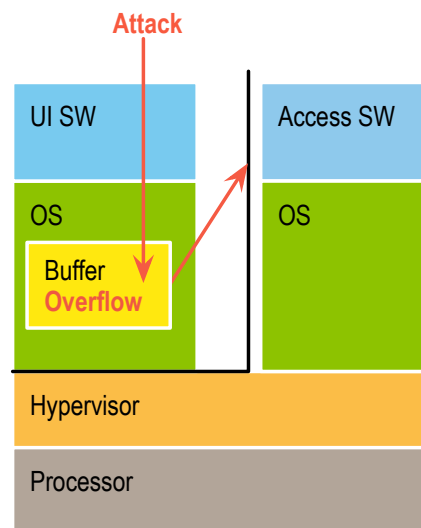 Attack
UI SW
Access SW
OS
OS
Buffer
Overflow
Hypervisor
Processor